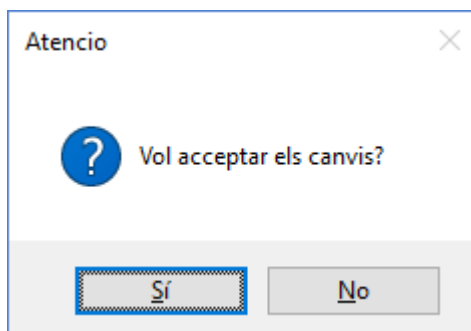 Atencio
Vol acceptar els canvis?
Sí
No